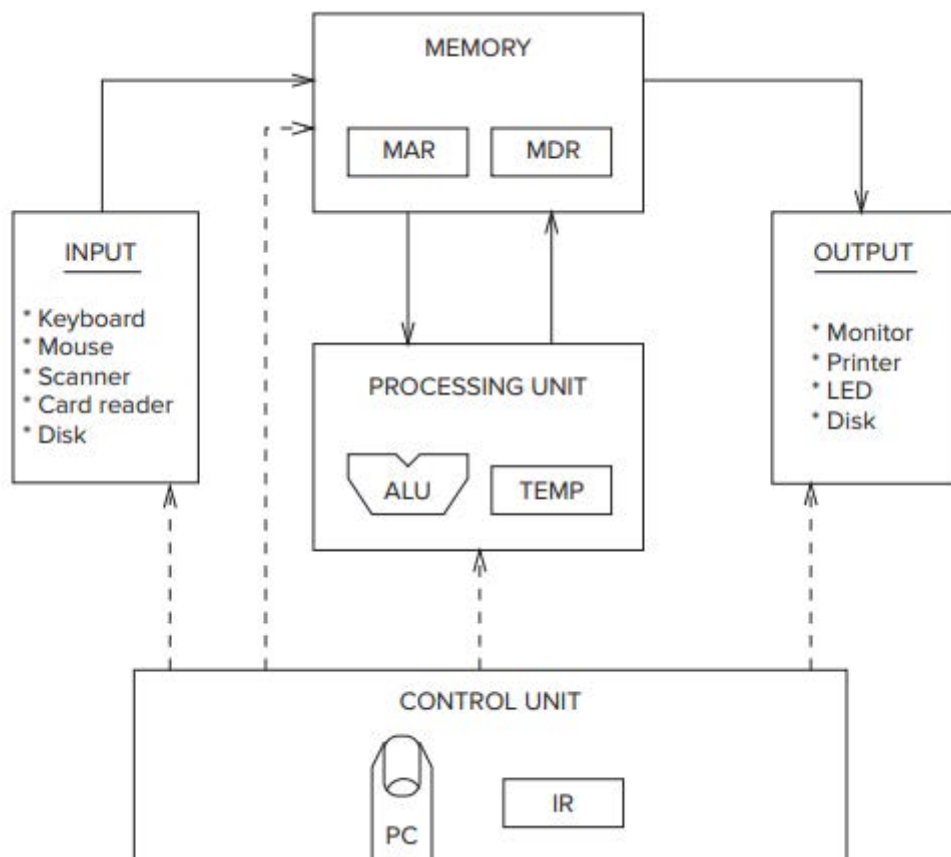 MEMORY
MAR
MDR
INPUT
* Keyboard
* Mouse
* Scanner
* Card reader
* Disk
OUTPUT
* Monitor
* Printer
* LED
* Disk
PROCESSING UNIT
ALU
TEMP
CONTROL UNIT
PC
IR